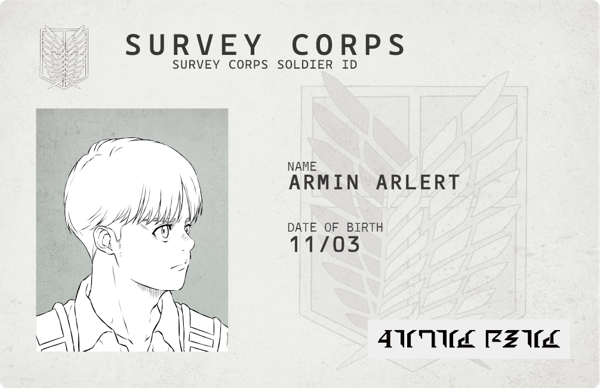 SURVEY CORPS
SURVEY CORPS SOLDIER ID
NAME
ARMIN ARLERT
DATE OF BIRTH
11/03